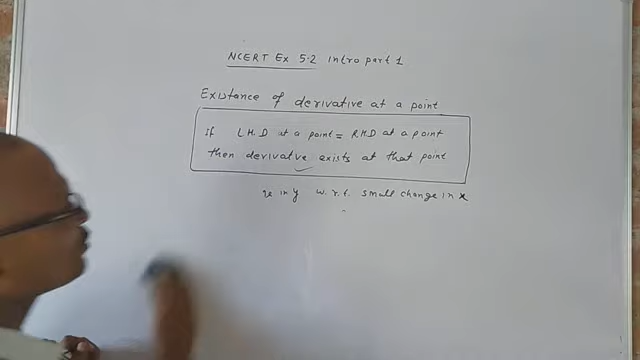 NCERT Ex 5.2 intro part 1
Existance of derivative at a point
if L.H.D at a point = R.H.D at a point
then derivative exists at that point
in y w.r.t. small change in x